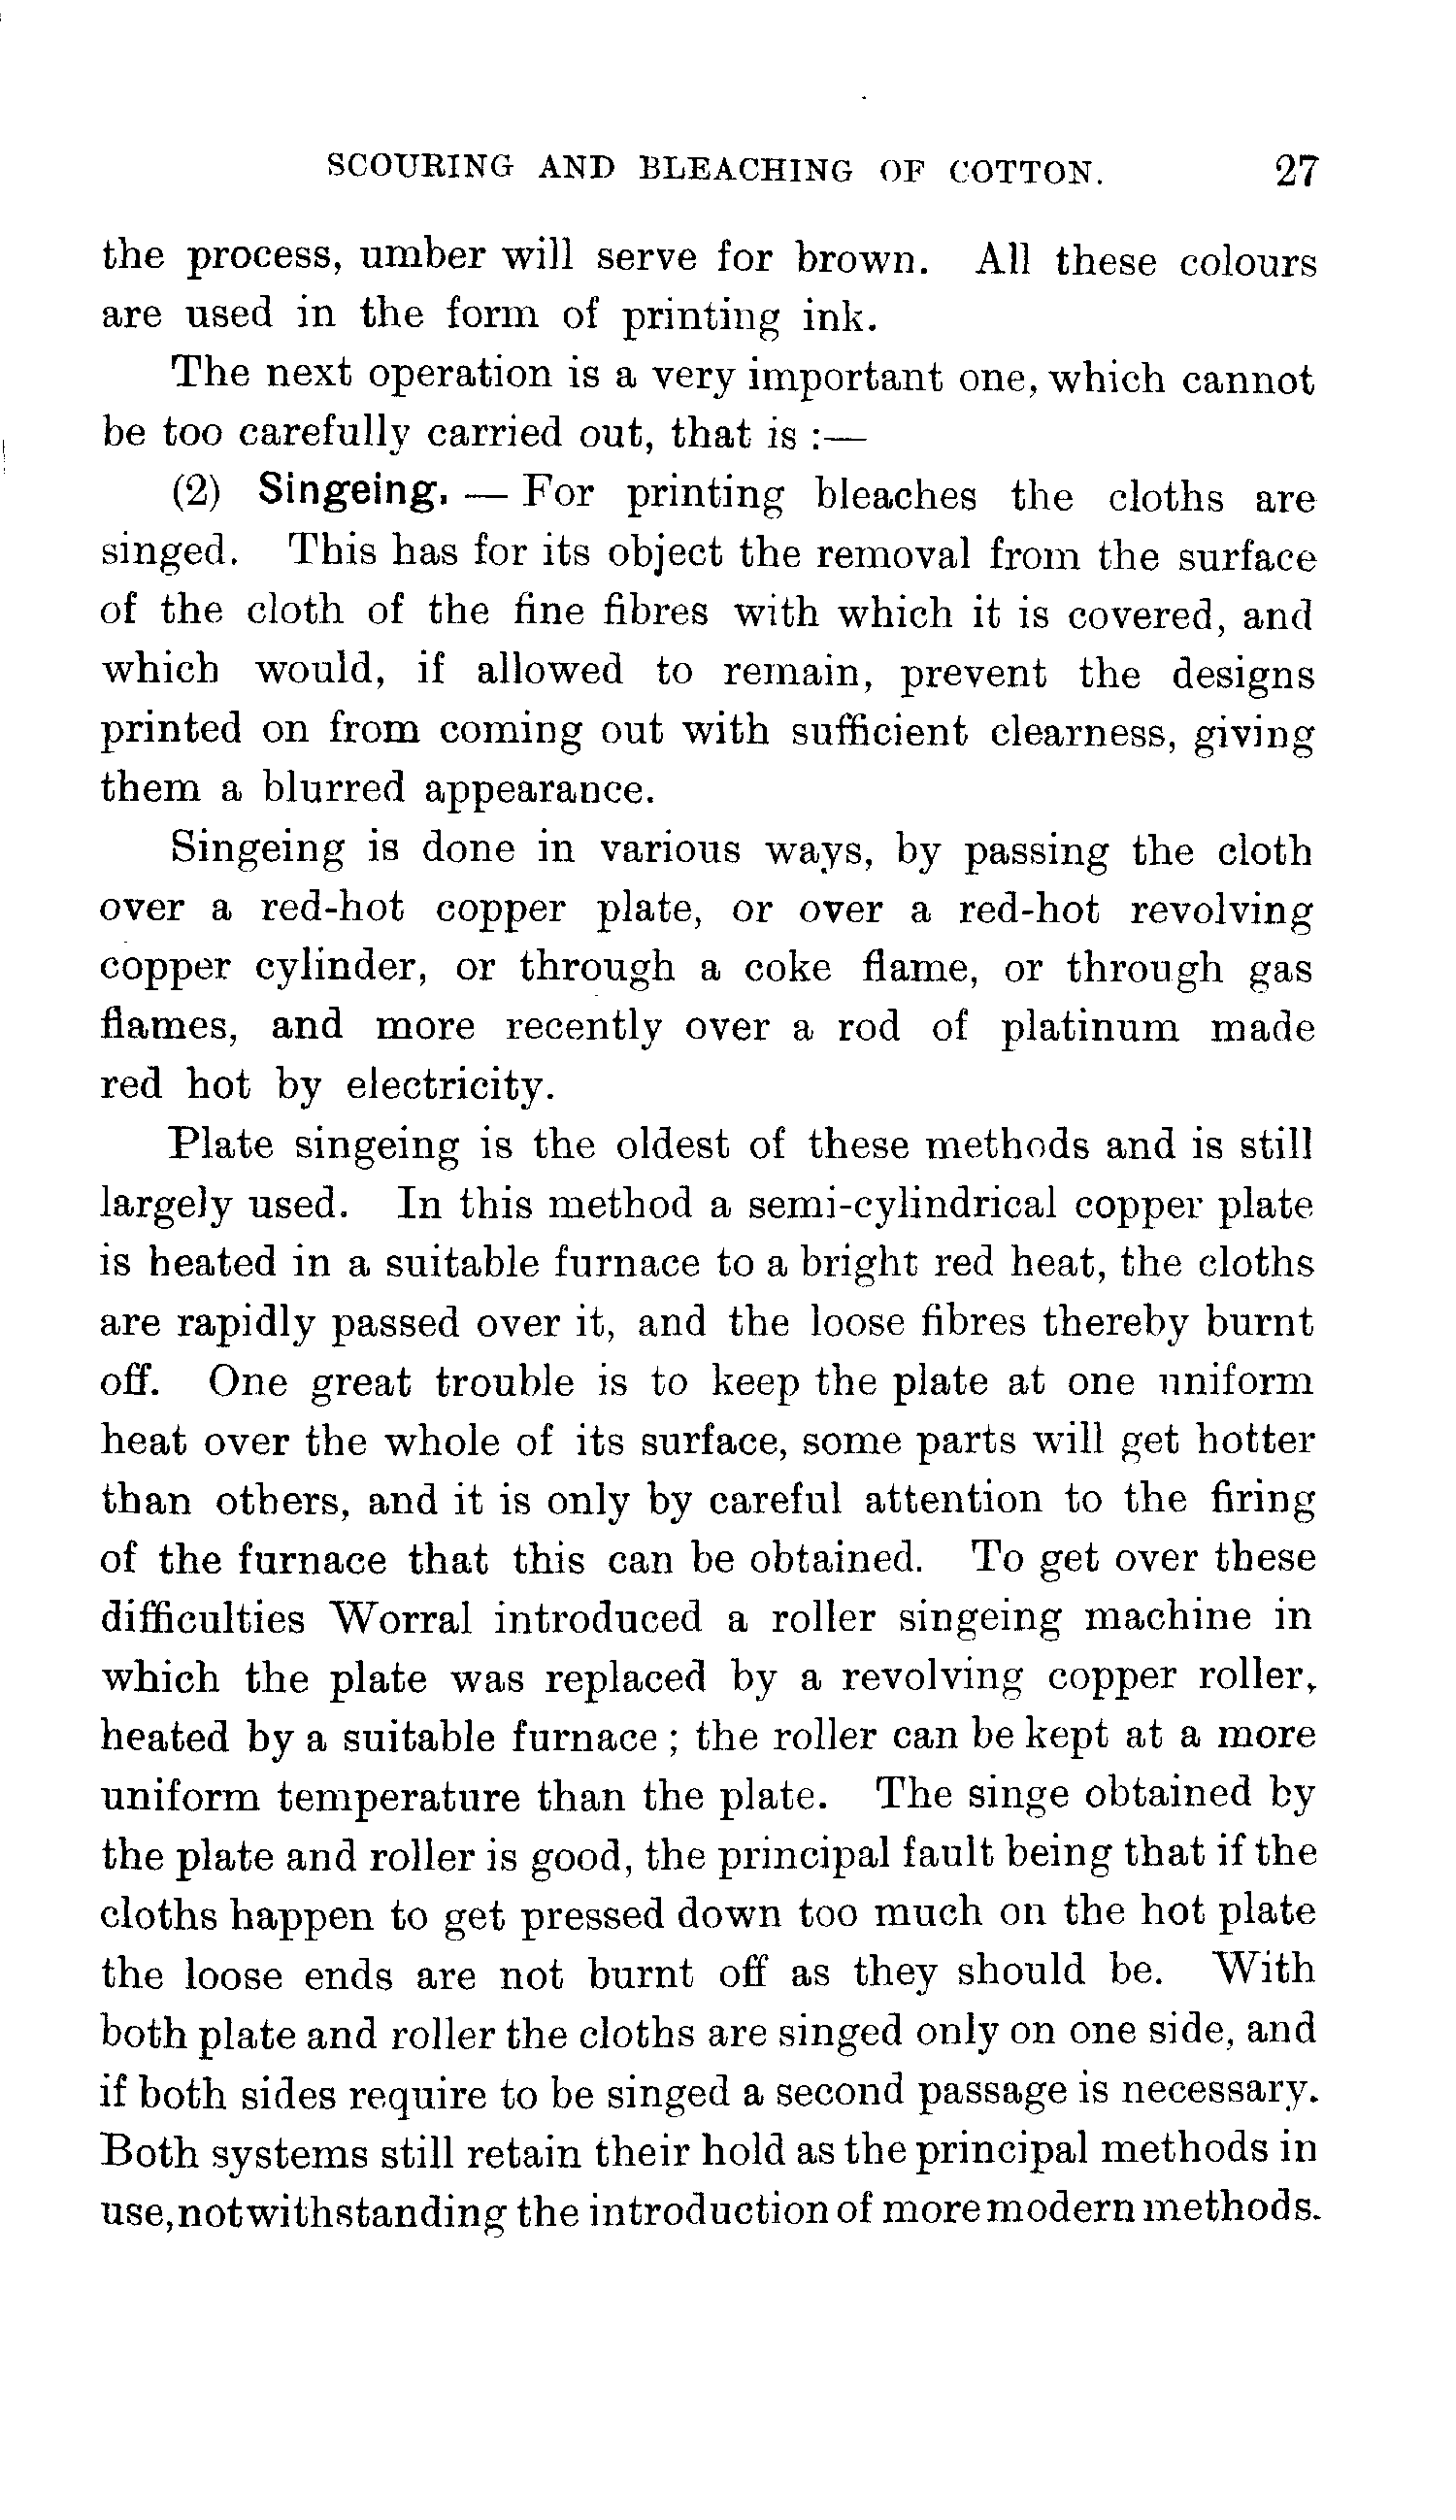 SCOURING AND BLEACHING OF COTTON. 27
the process, umber will serve for brown. All these colours
are used in the form of printing ink.
The next operation is a very important one, which cannot
be too carefully carried out, that is :—
(2) Singeing. — For printing bleaches the cloths are
singed. This has for its object the removal from the surface
of the cloth of the fine fibres with which it is covered, and
which would, if allowed to remain, prevent the designs
printed on from coming out with sufficient clearness, giving
them a blurred appearance.
Singeing is done in various ways, by passing the cloth
over a red-hot copper plate, or over a red-hot revolving
copper cylinder, or through a coke flame, or through gas
flames, and more recently over a rod of platinum made
red hot by electricity.
Plate singeing is the oldest of these methods and is still
largely used. In this method a semi-cylindrical copper plate
is heated in a suitable furnace to a bright red heat, the cloths
are rapidly passed over it, and the loose fibres thereby burnt
off. One great trouble is to keep the plate at one uniform
heat over the whole of its surface, some parts will get hotter
than others, and it is only by careful attention to the firing
of the furnace that this can be obtained. To get over these
difficulties Worral introduced a roller singeing machine in
which the plate was replaced by a revolving copper roller,
heated by a suitable furnace ; the roller can be kept at a more
uniform temperature than the plate. The singe obtained by
the plate and roller is good, the principal fault being that if the
cloths happen to get pressed down too much on the hot plate
the loose ends are not burnt off as they should be. With
both plate and roller the cloths are singed only on one side, and
if both sides require to be singed a second passage is necessary.
Both systems still retain their hold as the principal methods in
use, notwithstanding the introduction of more modern methods.